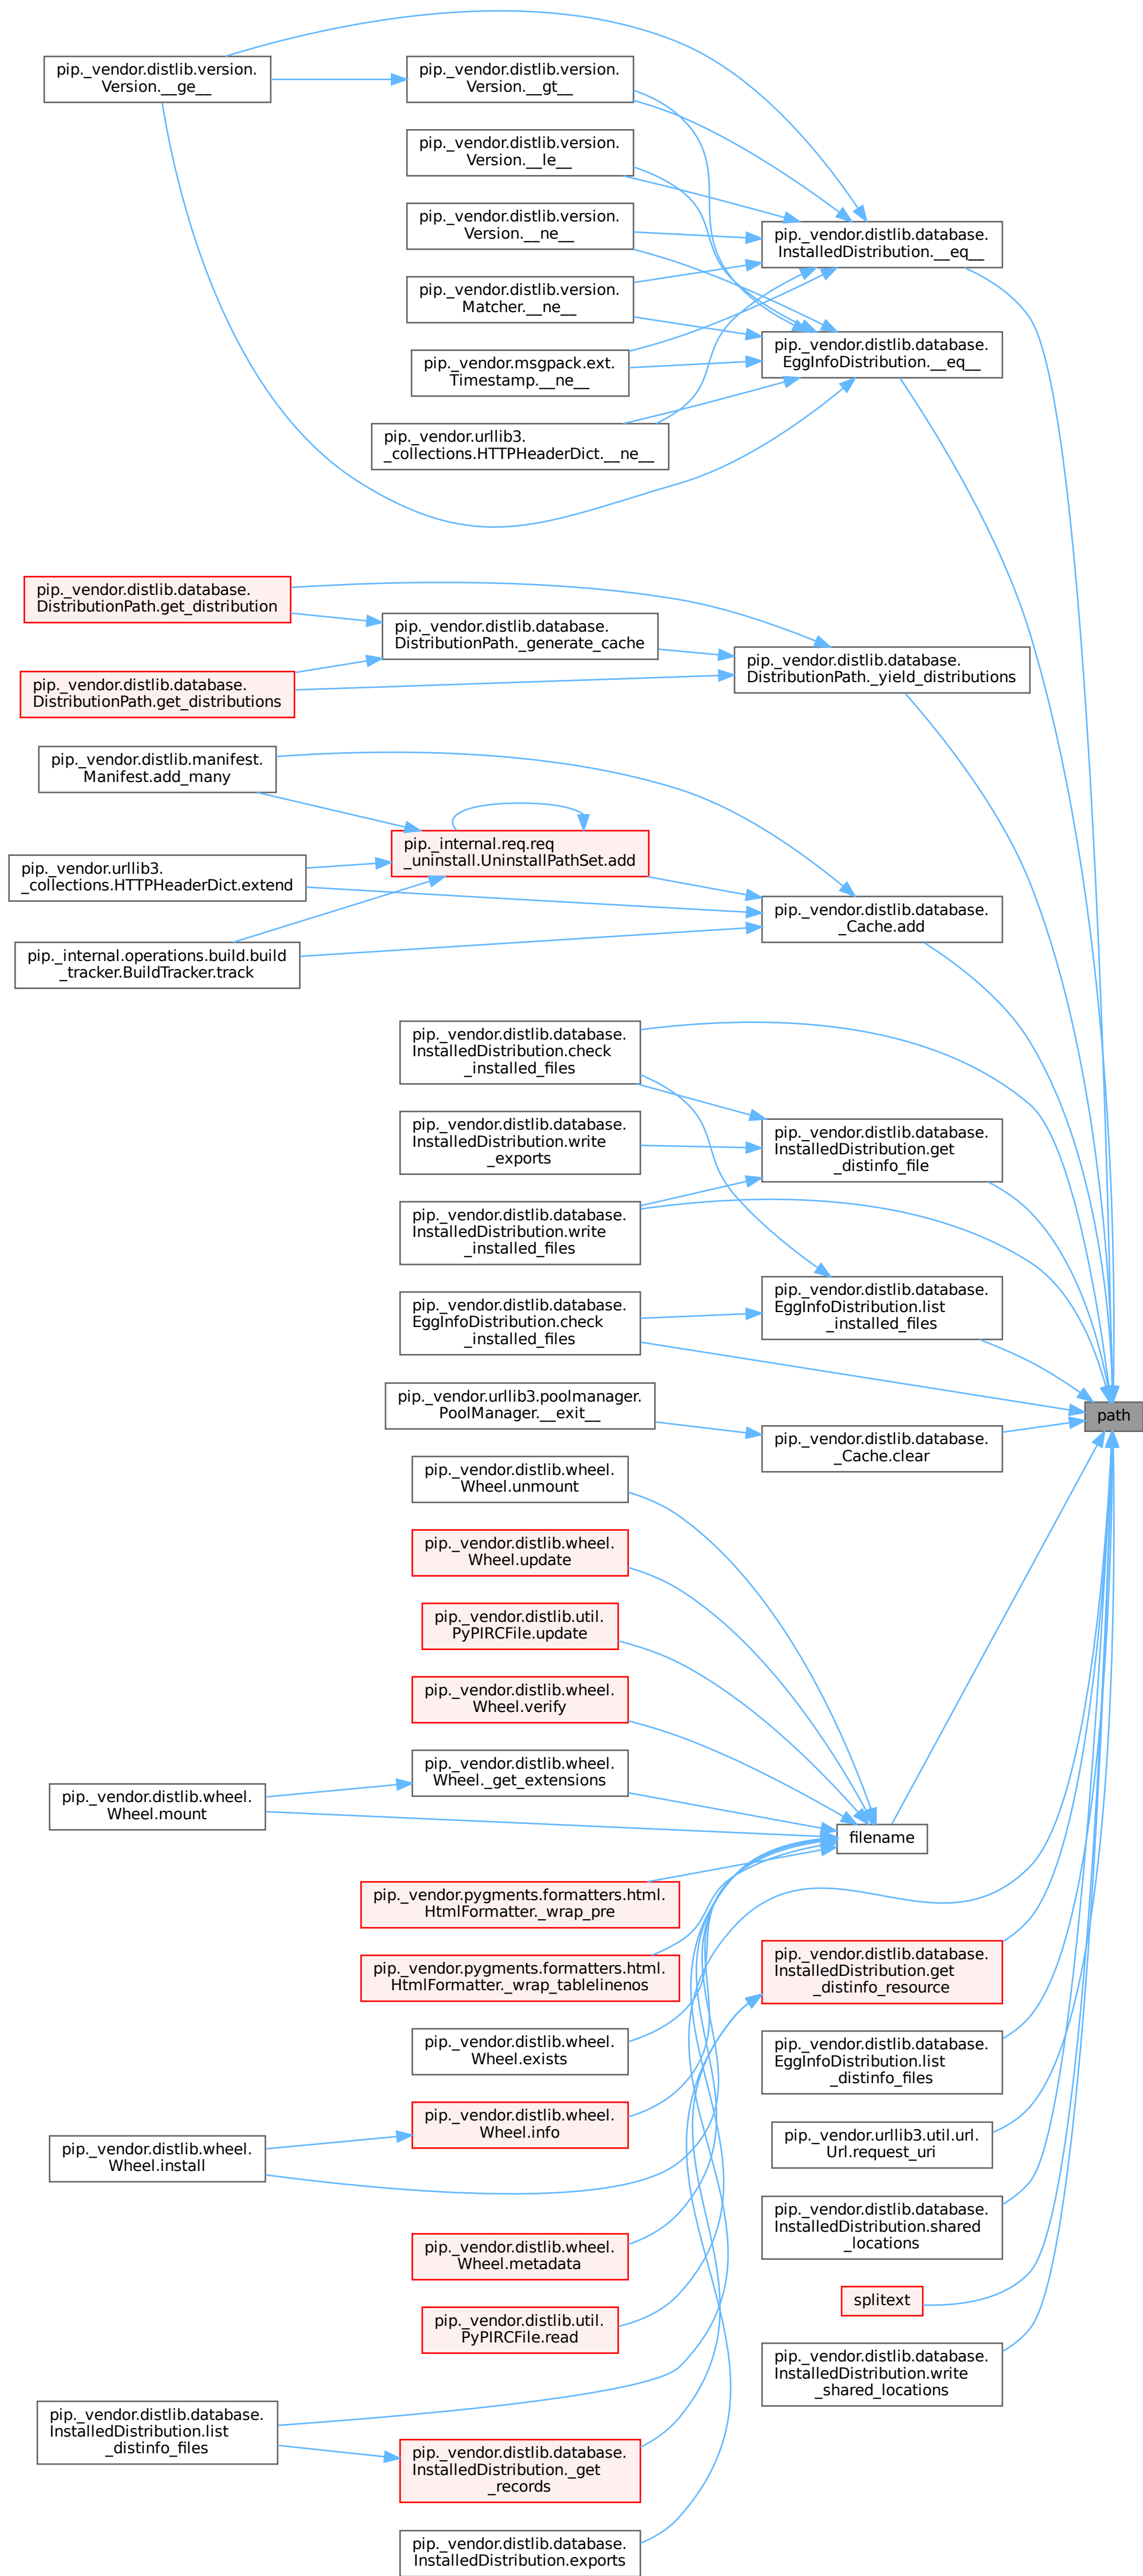 pip._vendor.distlib.version.
Version.__ge__
pip._vendor.distlib.version.
Version.__gt__
pip._vendor.distlib.version.
Version.__le__
pip._vendor.distlib.version.
Version.__ne__
pip._vendor.distlib.database.
InstalledDistribution.__eq__
pip._vendor.distlib.version.
Matcher.__ne__
pip._vendor.distlib.database.
EggInfoDistribution.__eq__
pip._vendor.msgpack.ext.
Timestamp.__ne__
pip._vendor.urllib3.
_collections.HTTPHeaderDict.__ne__
pip._vendor.distlib.database.
DistributionPath.get_distribution
pip._vendor.distlib.database.
DistributionPath._generate_cache
pip._vendor.distlib.database.
DistributionPath._yield_distributions
pip._vendor.distlib.database.
DistributionPath.get_distributions
pip._vendor.distlib.manifest.
Manifest.add_many
pip._internal.req.req
_uninstall.UninstallPathSet.add
pip._vendor.urllib3.
_collections.HTTPHeaderDict.extend
pip._vendor.distlib.database.
_Cache.add
pip._internal.operations.build.build
_tracker.BuildTracker.track
pip._vendor.distlib.database.
InstalledDistribution.check
_installed_files
pip._vendor.distlib.database.
InstalledDistribution.write
_exports
pip._vendor.distlib.database.
InstalledDistribution.get
_distinfo_file
pip._vendor.distlib.database.
InstalledDistribution.write
_installed_files
pip._vendor.distlib.database.
EggInfoDistribution.list
_installed_files
pip._vendor.distlib.database.
EggInfoDistribution.check
_installed_files
pip._vendor.urllib3.poolmanager.
PoolManager.__exit__
path
pip._vendor.distlib.database.
_Cache.clear
pip._vendor.distlib.wheel.
Wheel.unmount
pip._vendor.distlib.wheel.
Wheel.update
pip._vendor.distlib.util.
PyPIRCFile.update
pip._vendor.distlib.wheel.
Wheel.verify
pip._vendor.distlib.wheel.
Wheel._get_extensions
pip._vendor.distlib.wheel.
Wheel.mount
filename
pip._vendor.pygments.formatters.html.
HtmlFormatter._wrap_pre
pip._vendor.pygments.formatters.html.
HtmlFormatter._wrap_tablelinenos
pip._vendor.distlib.database.
InstalledDistribution.get
_distinfo_resource
pip._vendor.distlib.wheel.
Wheel.exists
pip._vendor.distlib.database.
EggInfoDistribution.list
_distinfo_files
pip._vendor.distlib.wheel.
Wheel.info
pip._vendor.urllib3.util.url.
Url.request_uri
pip._vendor.distlib.wheel.
Wheel.install
pip._vendor.distlib.database.
InstalledDistribution.shared
_locations
pip._vendor.distlib.wheel.
Wheel.metadata
splitext
pip._vendor.distlib.util.
PyPIRCFile.read
pip._vendor.distlib.database.
InstalledDistribution.write
_shared_locations
pip._vendor.distlib.database.
InstalledDistribution.list
_distinfo_files
pip._vendor.distlib.database.
InstalledDistribution._get
_records
pip._vendor.distlib.database.
InstalledDistribution.exports